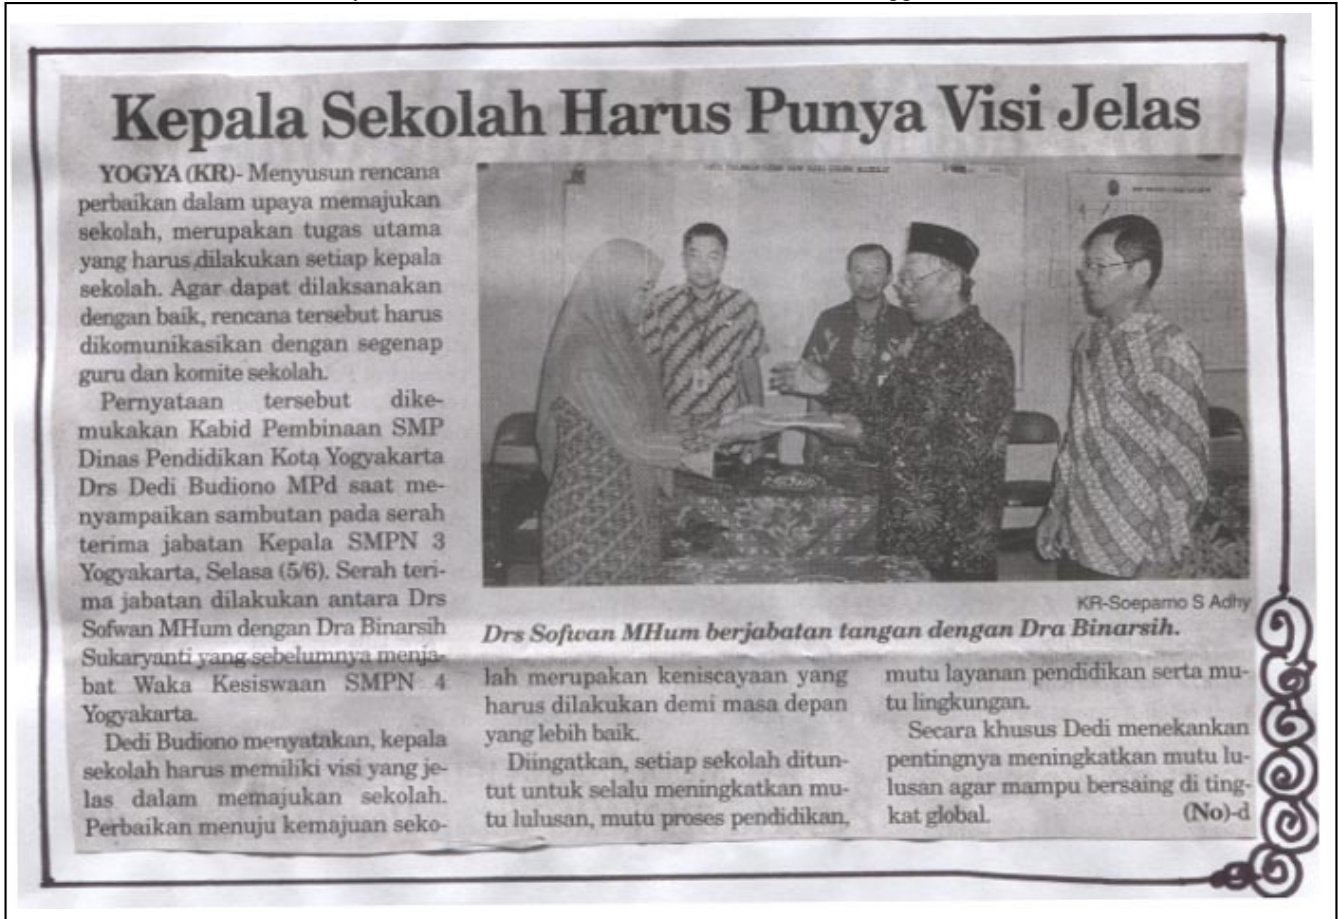 Kepala Sekolah Harus Punya Visi Jelas
YOGYA (KR)- Menyusun rencana
perbaikan dalam upaya memajukan
sekolah, merupakan tugas utama
yang harus dilakukan setiap kepala
sekolah. Agar dapat dilaksanakan
dengan baik, rencana tersebut harus
dikomunikasikan dengan segenap
guru dan komite sekolah.
Pernyataan tersebut dike-
mukakan Kabid Pembinaan SMP
Dinas Pendidikan Kota Yogyakarta
Drs Dedi Budiono MPd saat me-
nyampaikan sambutan pada serah
terima jabatan Kepala SMPN 3
Yogyakarta, Selasa (5/6). Serah teri-
ma jabatan dilakukan antara Drs
Sofwan MHum dengan Dra Binarsih
Sukaryanti yang sebelumnya menja-
bat Waka Kesiswaan SMPN 4
Yogyakarta.
Dedi Budiono menyatakan, kepala
sekolah harus memiliki visi yang je-
las dalam memajukan sekolah.
Perbaikan menuju kemajuan seko-
KR-Soeparno S Adhy
Drs Sofwan MHum berjabatan tangan dengan Dra Binarsih.
lah merupakan keniscayaan yang
harus dilakukan demi masa depan
yang lebih baik.
Diingatkan, setiap sekolah ditun-
tut untuk selalu meningkatkan mu-
tu lulusan, mutu proses pendidikan,
mutu layanan pendidikan serta mu-
tu lingkungan.
Secara khusus Dedi menekankan
pentingnya meningkatkan mutu lu-
lusan agar mampu bersaing di ting-
kat global.
(No)-d